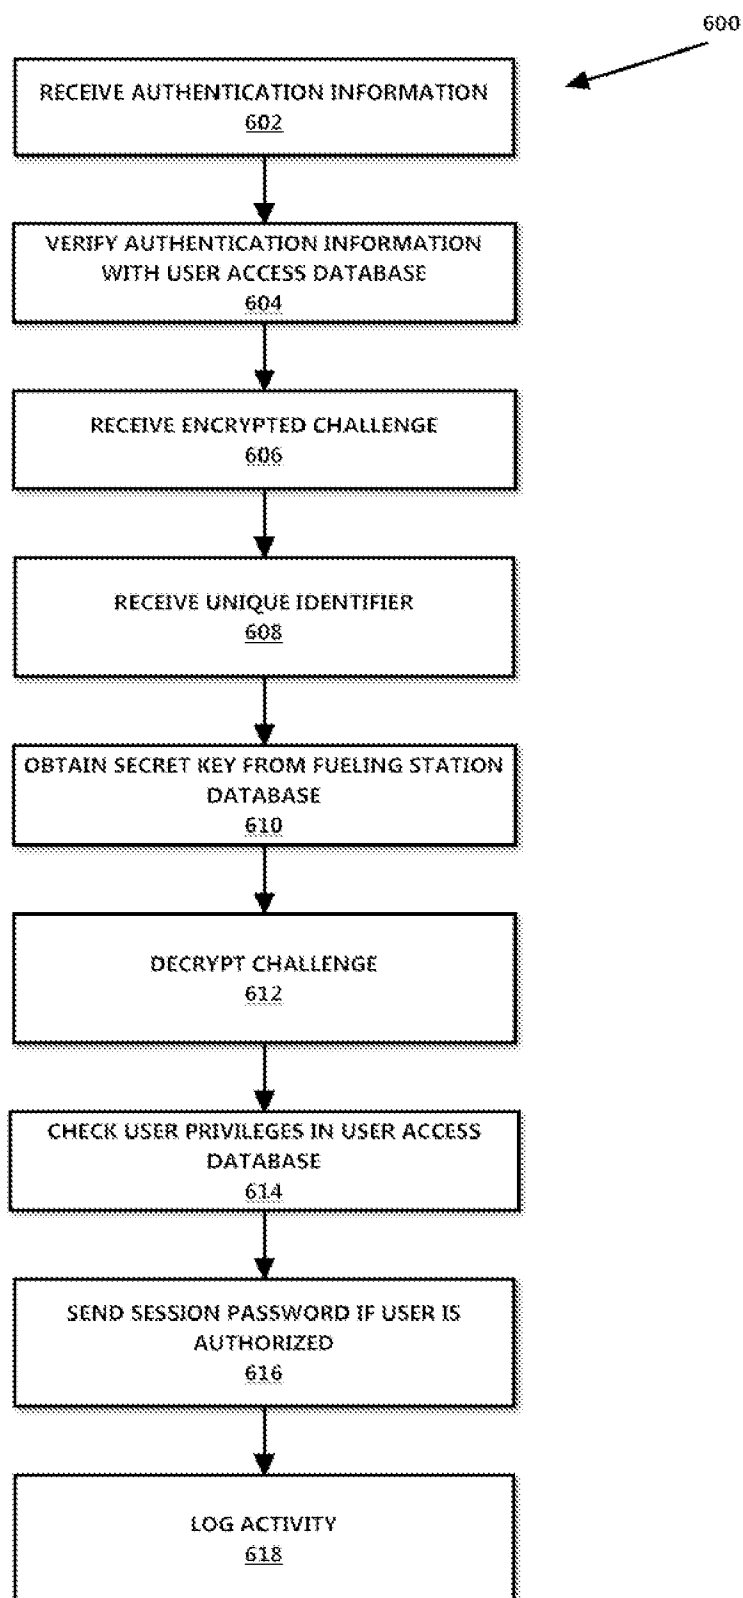 600
RECEIVE AUTHENTICATION INFORMATION
602
VERIFY AUTHENTICATION INFORMATION
WITH USER ACCESS DATABASE
604
RECEIVE ENCRYPTED CHALLENGE
606
RECEIVE UNIQUE IDENTIFIER
608
OBTAIN SECRET KEY FROM FUELING STATION
DATABASE
610
DECRYPT CHALLENGE
612
CHECK USER PRIVILEGES IN USER ACCESS
DATABASE
614
SEND SESSION PASSWORD IF USER IS
AUTHORIZED
616
LOG ACTIVITY
618